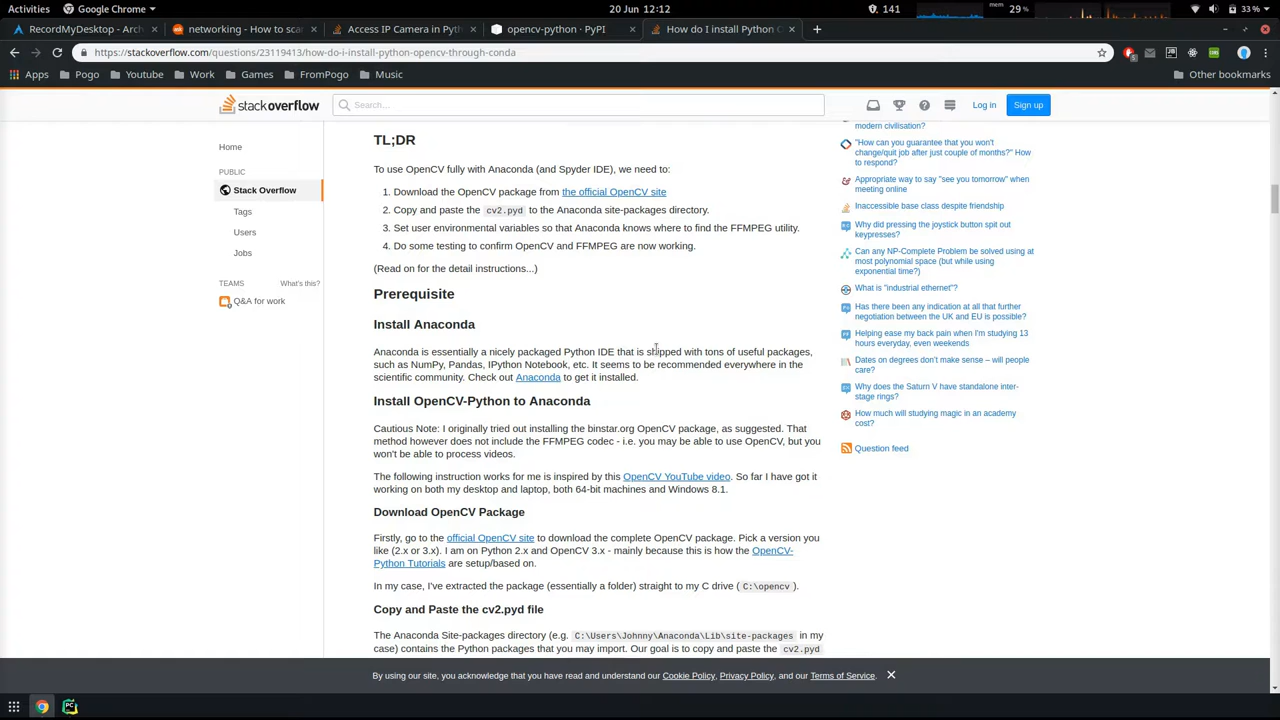 Activities
Google Chrome
20 Jun 12:12
141
mem
29 %
33 %
RecordMyDesktop - Arch
networking - How to scan
Access IP Camera in Pyth
opencv-python · PyPI
How do I install Python O
https://stackoverflow.com/questions/23119413/how-do-i-install-python-opencv-through-conda
Apps
Pogo
Youtube
Work
Games
FromPogo
Music
Other bookmarks
stackoverflow
Search…
Log in
Sign up
Home
PUBLIC
Stack Overflow
Tags
Users
Jobs
TEAMS
What's this?
Q&A for work
TL;DR
To use OpenCV fully with Anaconda (and Spyder IDE), we need to:
1. Download the OpenCV package from the official OpenCV site
2. Copy and paste the cv2.pyd to the Anaconda site-packages directory.
3. Set user environmental variables so that Anaconda knows where to find the FFMPEG utility.
4. Do some testing to confirm OpenCV and FFMPEG are now working.
(Read on for the detail instructions...)
Prerequisite
Install Anaconda
Anaconda is essentially a nicely packaged Python IDE that is shipped with tons of useful packages,
such as NumPy, Pandas, IPython Notebook, etc. It seems to be recommended everywhere in the
scientific community. Check out Anaconda to get it installed.
Install OpenCV-Python to Anaconda
Cautious Note: I originally tried out installing the binstar.org OpenCV package, as suggested. That
method however does not include the FFMPEG codec - i.e. you may be able to use OpenCV, but you
won't be able to process videos.
The following instruction works for me is inspired by this OpenCV YouTube video. So far I have got it
working on both my desktop and laptop, both 64-bit machines and Windows 8.1.
Download OpenCV Package
Firstly, go to the official OpenCV site to download the complete OpenCV package. Pick a version you
like (2.x or 3.x). I am on Python 2.x and OpenCV 3.x - mainly because this is how the OpenCV-
Python Tutorials are setup/based on.
In my case, I've extracted the package (essentially a folder) straight to my C drive ( C:\opencv ).
Copy and Paste the cv2.pyd file
The Anaconda Site-packages directory (e.g. C:\Users\Johnny\Anaconda\Lib\site-packages in my
case) contains the Python packages that you may import. Our goal is to copy and paste the cv2.pyd
modern civilisation?
"How can you guarantee that you won't
change/quit job after just couple of months?" How
to respond?
Appropriate way to say "see you tomorrow" when
meeting online
Inaccessible base class despite friendship
Why did pressing the joystick button spit out
keypresses?
Can any NP-Complete Problem be solved using at
most polynomial space (but while using
exponential time?)
What is "industrial ethernet"?
Has there been any indication at all that further
negotiation between the UK and EU is possible?
Helping ease my back pain when I'm studying 13
hours everyday, even weekends
Dates on degrees don't make sense – will people
care?
Why does the Saturn V have standalone inter-
stage rings?
How much will studying magic in an academy
cost?
Question feed
By using our site, you acknowledge that you have read and understand our Cookie Policy, Privacy Policy, and our Terms of Service.